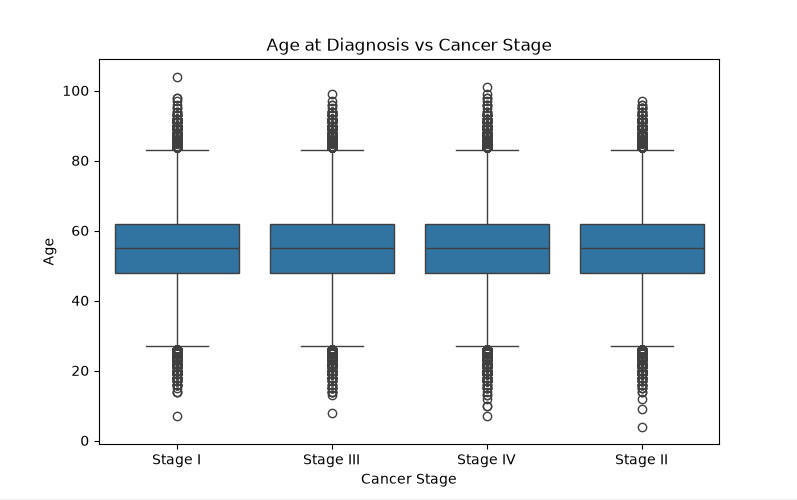 Age at Diagnosis vs Cancer Stage
Age
100
80
60
40
20
0
Stage I
Stage III
Stage IV
Stage II
Cancer Stage